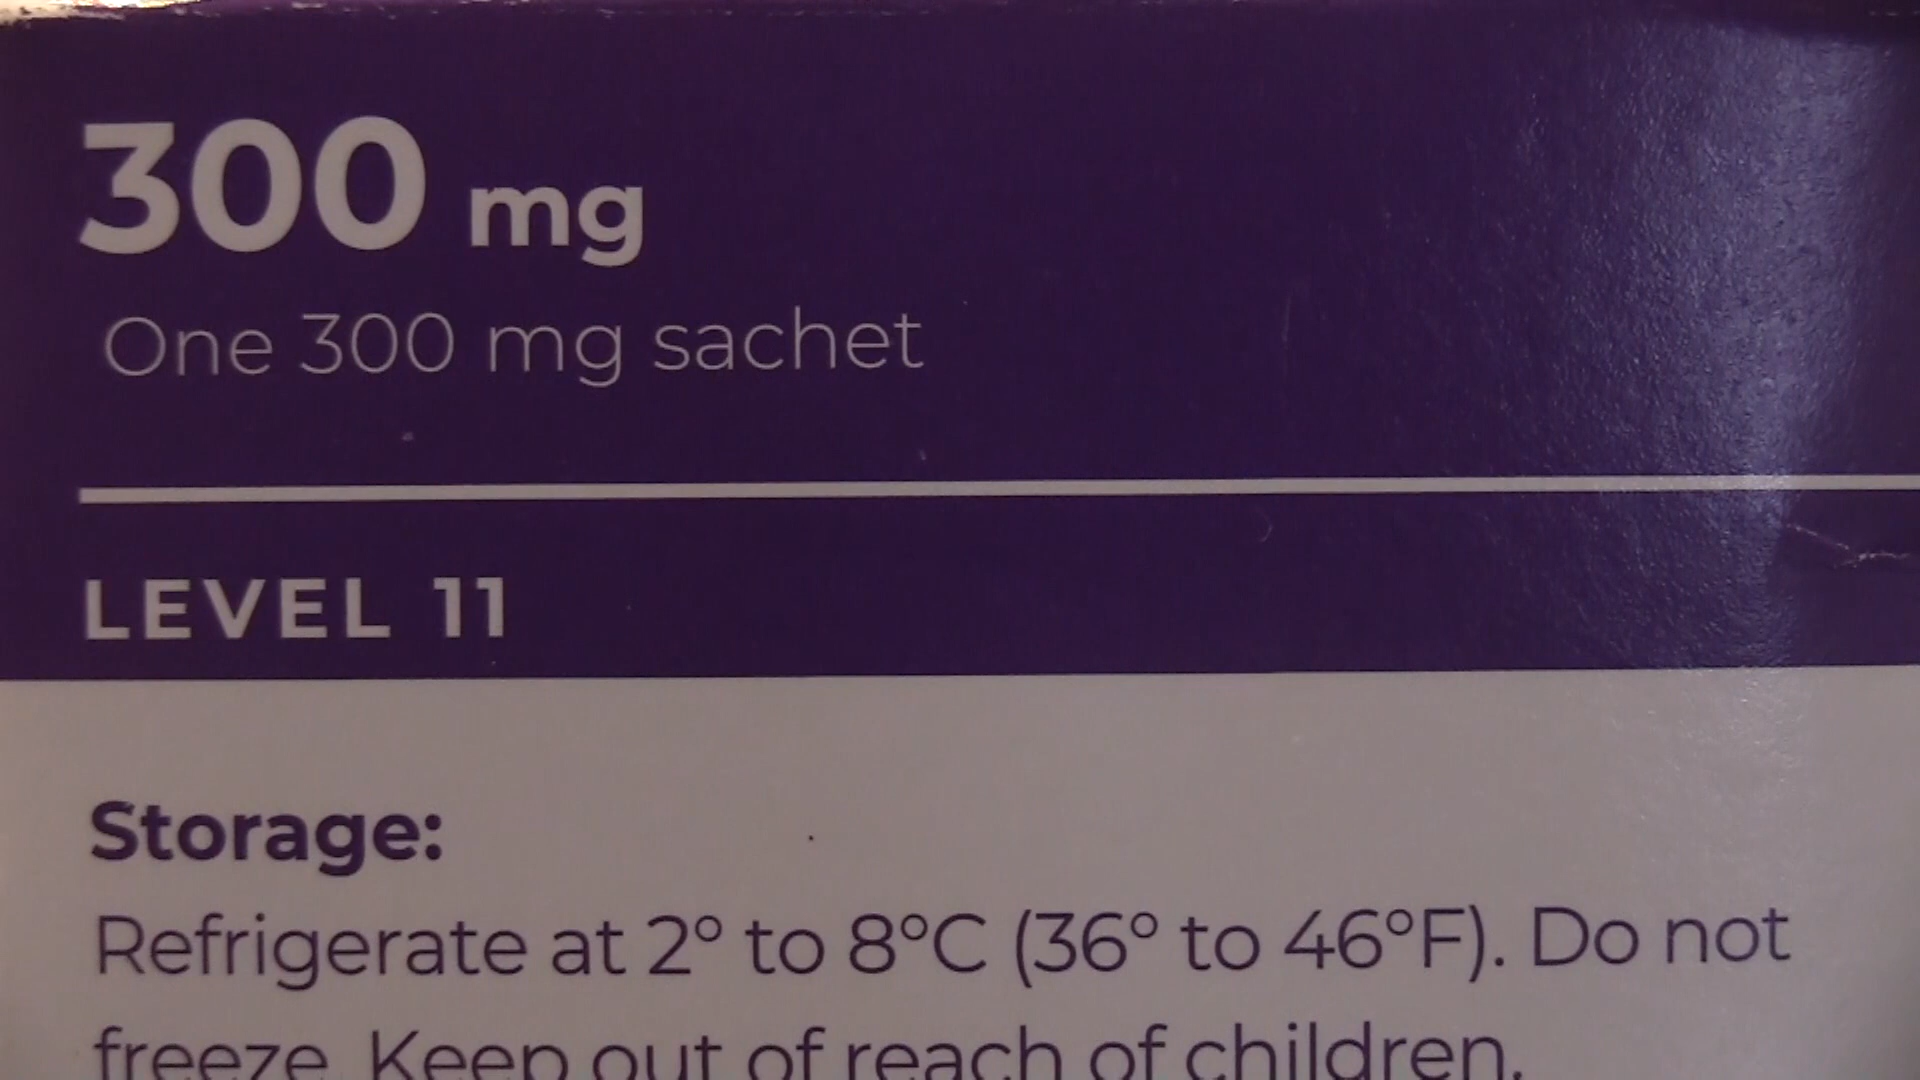 300 mg
One 300 mg sachet
LEVEL 11
Storage:
Refrigerate at 2° to 8°C (36° to 46°F). Do not
freeze. Keep out of reach of children.